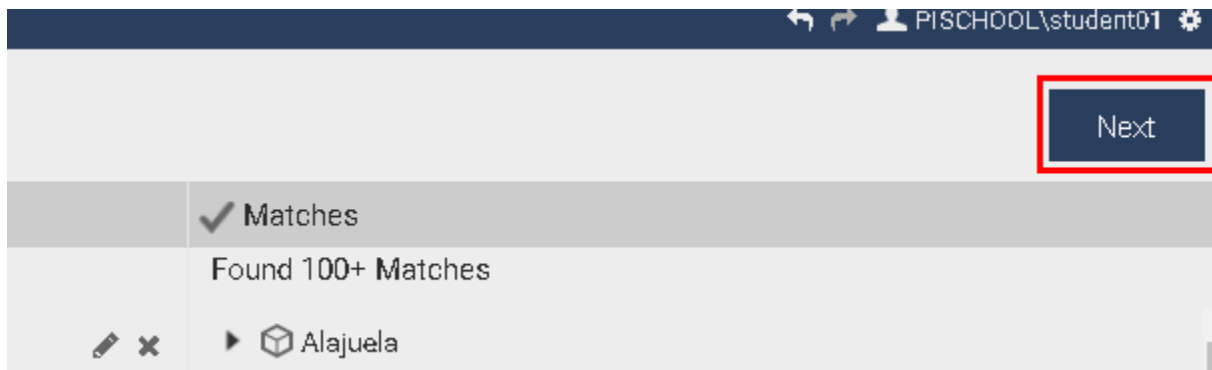 PISCHOOL\student01
Next
Matches
Found 100+ Matches
Alajuela